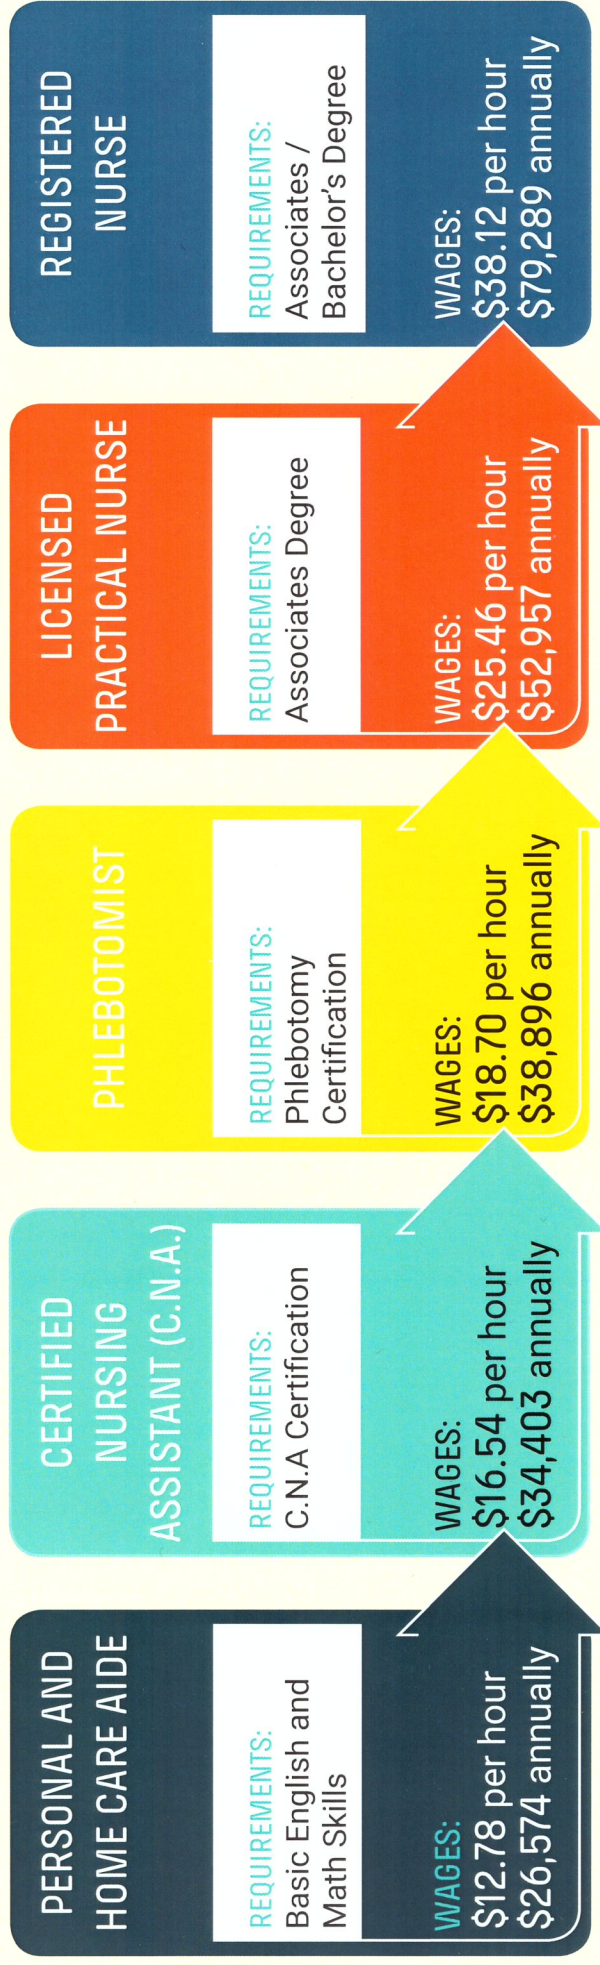 PERSONAL AND
HOME CARE AIDE
REQUIREMENTS:
Basic English and
Math Skills
WAGES:
$12.78 per hour
$26,574 annually
CERTIFIED
NURSING
ASSISTANT (C.N.A.)
REQUIREMENTS:
C.N.A Certification
WAGES:
$16.54 per hour
$34,403 annually
PHLEBOTOMIST
REQUIREMENTS:
Phlebotomy
Certification
WAGES:
$18.70 per hour
$38,896 annually
LICENSED
PRACTICAL NURSE
REQUIREMENTS:
Associates Degree
WAGES:
$25.46 per hour
$52,957 annually
REGISTERED
NURSE
REQUIREMENTS:
Associates /
Bachelor's Degree
WAGES:
$38.12 per hour
$79,289 annually